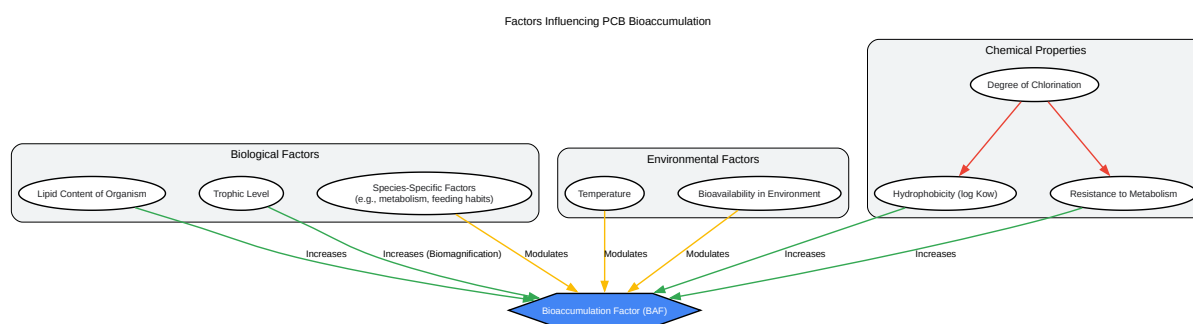 Factors Influencing PCB Bioaccumulation
Chemical Properties
Degree of Chlorination
Biological Factors
Environmental Factors
Lipid Content of Organism
Trophic Level
Species-Specific Factors
(e.g., metabolism, feeding habits)
Temperature
Bioavailability in Environment
Hydrophobicity (log Kow)
Resistance to Metabolism
Increases
Increases (Biomagnification)
Modulates
Modulates
Modulates
Increases
Increases
Bioaccumulation Factor (BAF)